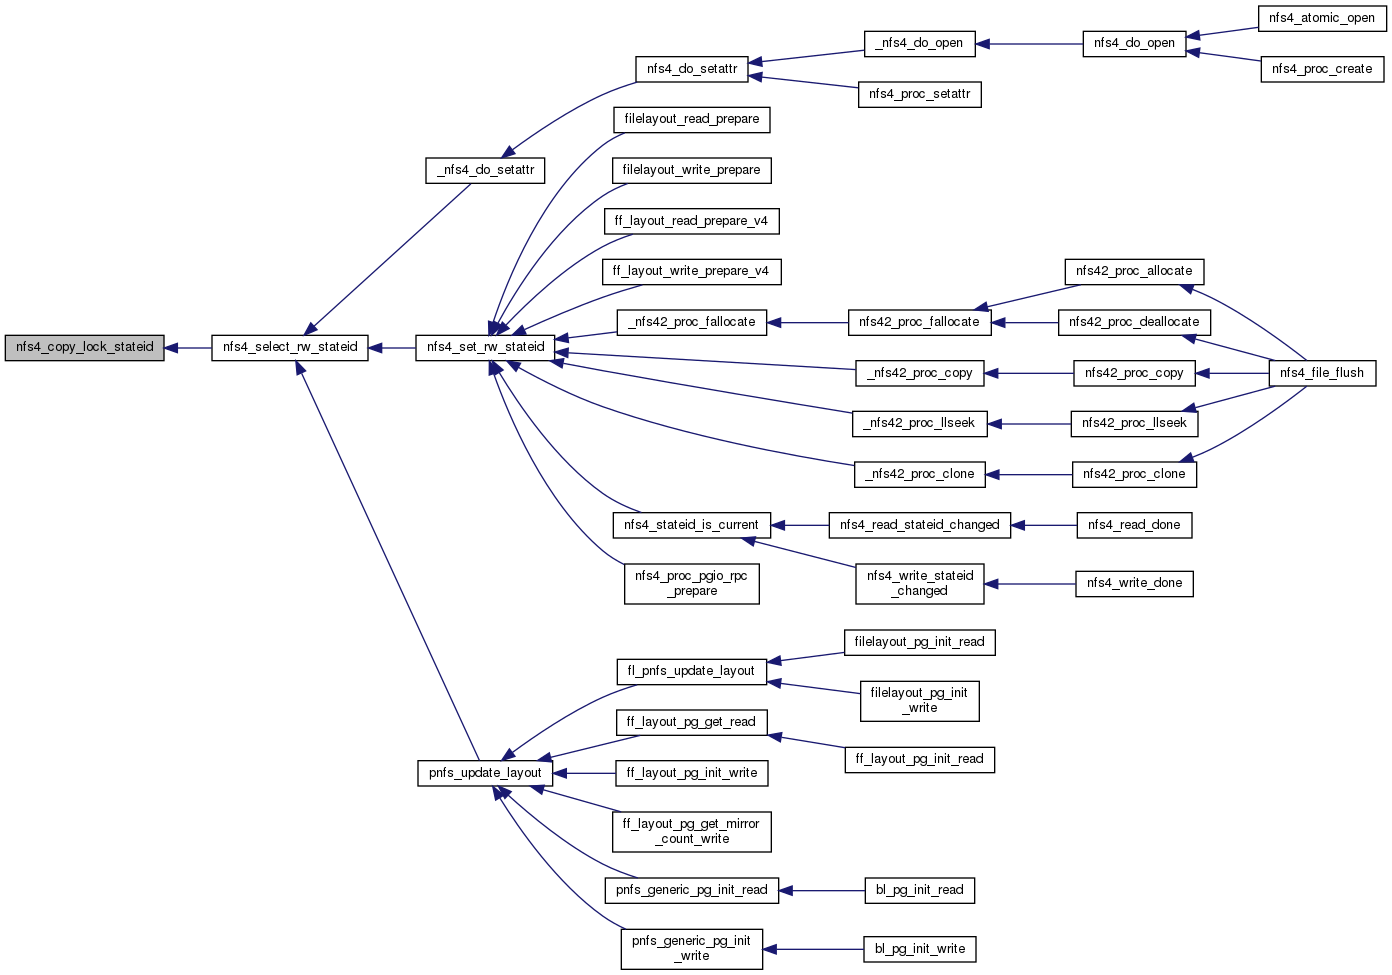 nfs4_atomic_open
_nfs4_do_open
nfs4_do_open
nfs4_do_setattr
nfs4_proc_create
nfs4_proc_setattr
filelayout_read_prepare
_nfs4_do_setattr
filelayout_write_prepare
ff_layout_read_prepare_v4
ff_layout_write_prepare_v4
nfs42_proc_allocate
_nfs42_proc_fallocate
nfs42_proc_fallocate
nfs42_proc_deallocate
nfs4_copy_lock_stateid
nfs4_select_rw_stateid
nfs4_set_rw_stateid
_nfs42_proc_copy
nfs42_proc_copy
nfs4_file_flush
_nfs42_proc_llseek
nfs42_proc_llseek
_nfs42_proc_clone
nfs42_proc_clone
nfs4_stateid_is_current
nfs4_read_stateid_changed
nfs4_read_done
nfs4_proc_pgio_rpc
_prepare
nfs4_write_stateid
_changed
nfs4_write_done
filelayout_pg_init_read
fl_pnfs_update_layout
filelayout_pg_init
_write
ff_layout_pg_get_read
ff_layout_pg_init_read
pnfs_update_layout
ff_layout_pg_init_write
ff_layout_pg_get_mirror
_count_write
pnfs_generic_pg_init_read
bl_pg_init_read
pnfs_generic_pg_init
_write
bl_pg_init_write